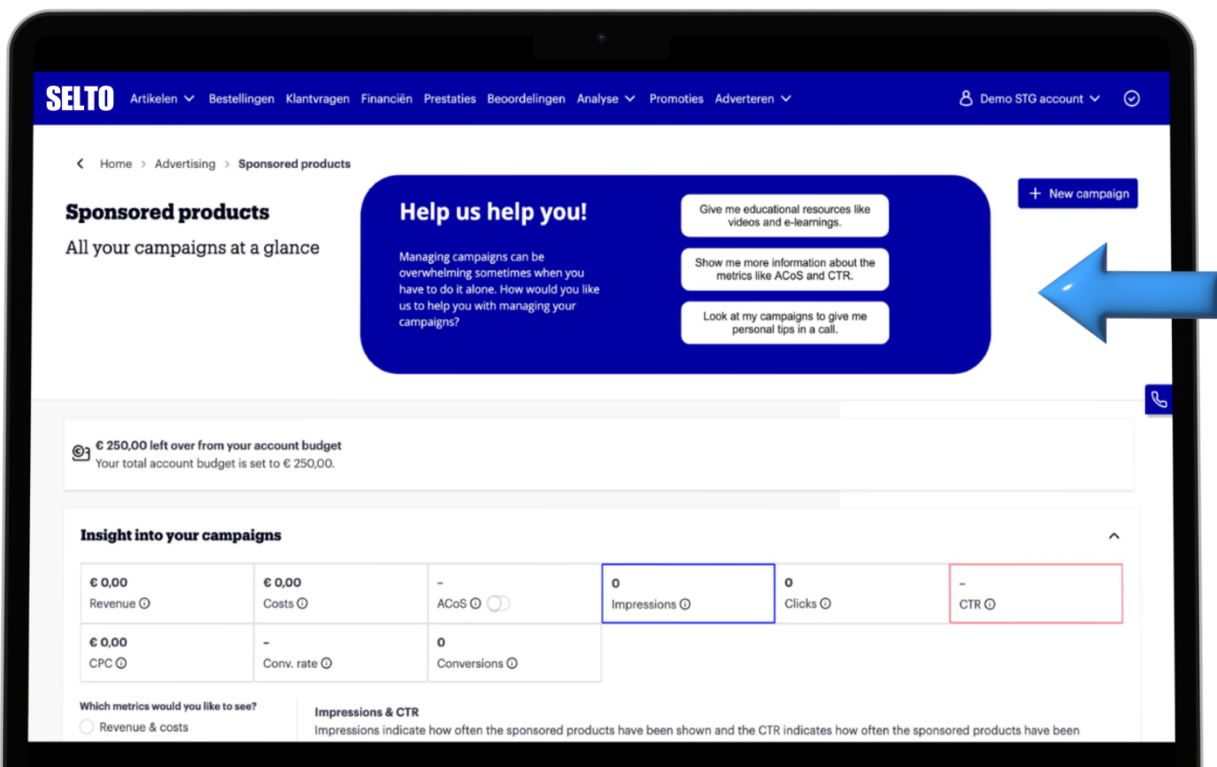 SELTO
Artikelen Bestellingen Klantvragen Financiën Prestaties Beoordelingen Analyse Promoties Adverteren Demo STG account
Home > Advertising > Sponsored products
Sponsored products
All your campaigns at a glance
Help us help you!
Managing campaigns can be
overwhelming sometimes when you
have to do it alone. How would you like
us to help you with managing your
campaigns?
Give me educational resources like
videos and e-learnings.
Show me more information about the
metrics like ACoS and CTR.
Look at my campaigns to give me
personal tips in a call.
+ New campaign
€ 250,00 left over from your account budget
Your total account budget is set to € 250,00.
Insight into your campaigns
€ 0,00 € 0,00 - 0 0 -
Revenue Costs ACoS Impressions Clicks CTR
€ 0,00 - 0
CPC Conv. rate Conversions
Which metrics would you like to see?
Revenue & costs
Impressions & CTR
Impressions indicate how often the sponsored products have been shown and the CTR indicates how often the sponsored products have been